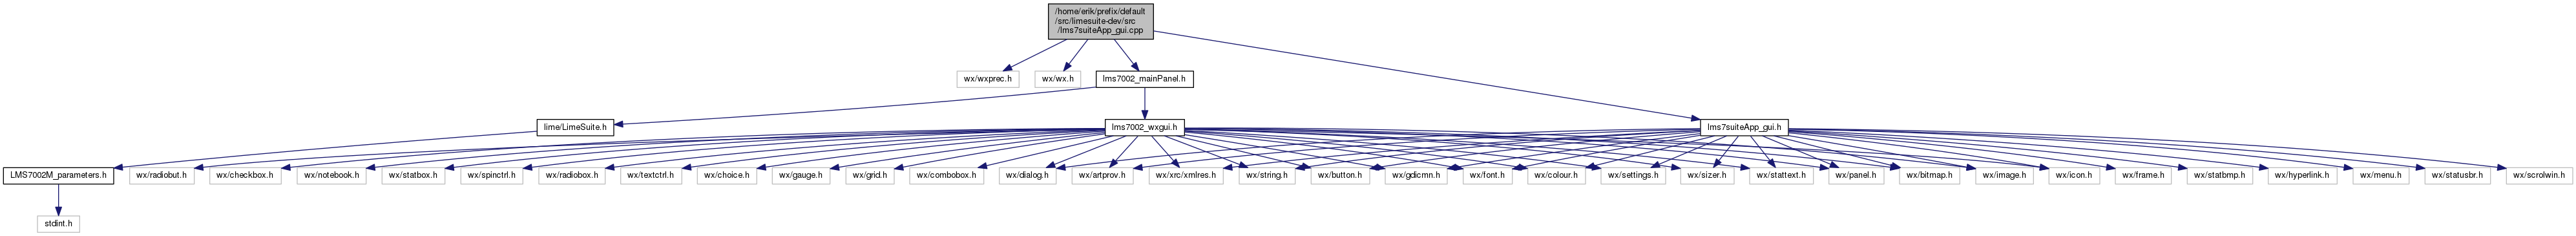 /home/erik/prefix/default
/src/limesuite-dev/src
/lms7suiteApp_gui.cpp
wx/wxprec.h
wx/wx.h
lms7002_mainPanel.h
lime/LimeSuite.h
lms7002_wxgui.h
lms7suiteApp_gui.h
LMS7002M_parameters.h
wx/radiobut.h
wx/checkbox.h
wx/notebook.h
wx/statbox.h
wx/spinctrl.h
wx/radiobox.h
wx/textctrl.h
wx/choice.h
wx/gauge.h
wx/grid.h
wx/combobox.h
wx/dialog.h
wx/artprov.h
wx/xrc/xmlres.h
wx/string.h
wx/button.h
wx/gdicmn.h
wx/font.h
wx/colour.h
wx/settings.h
wx/sizer.h
wx/stattext.h
wx/panel.h
wx/bitmap.h
wx/image.h
wx/icon.h
wx/frame.h
wx/statbmp.h
wx/hyperlink.h
wx/menu.h
wx/statusbr.h
wx/scrolwin.h
stdint.h